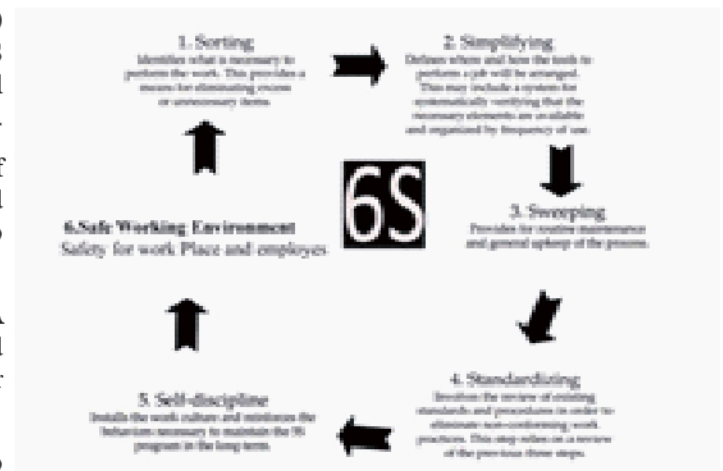 1. Sorting
Identifies what is necessary to
perform the work. This provides a
means for eliminating excess
or unnecessary items
2. Simplifying
Defines where and how the tools to
perform a job will be arranged.
This may include a system for
systematically verifying that the
necessary elements are available
and organized by frequency of use.
6S
3. Sweeping
Provides for routine maintenance
and general upkeep of the process.
6.Safe Working Environment
Safety for work Place and employes
4. Standardizing
Involves the review of existing
standards and procedures in order to
eliminate non-conforming work
practices. This step relies on a review
of the previous three steps.
5. Self-discipline
Installs the work culture and reinforces the
behaviors necessary to maintain the
program in the long-term.